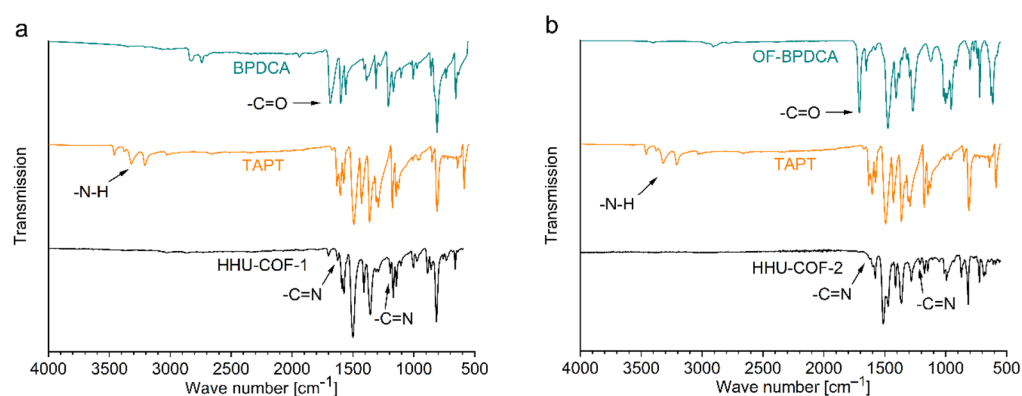 a
BPDCA
-C=O
TAPT
-N-H
HHU-COF-1
-C=N
-C=N
Transmission
4000 3500 3000 2500 2000 1500 1000 500
Wave number [cm⁻¹]
b
OF-BPDCA
-C=O
TAPT
-N-H
HHU-COF-2
-C=N
-C=N
Transmission
4000 3500 3000 2500 2000 1500 1000 500
Wave number [cm⁻¹]